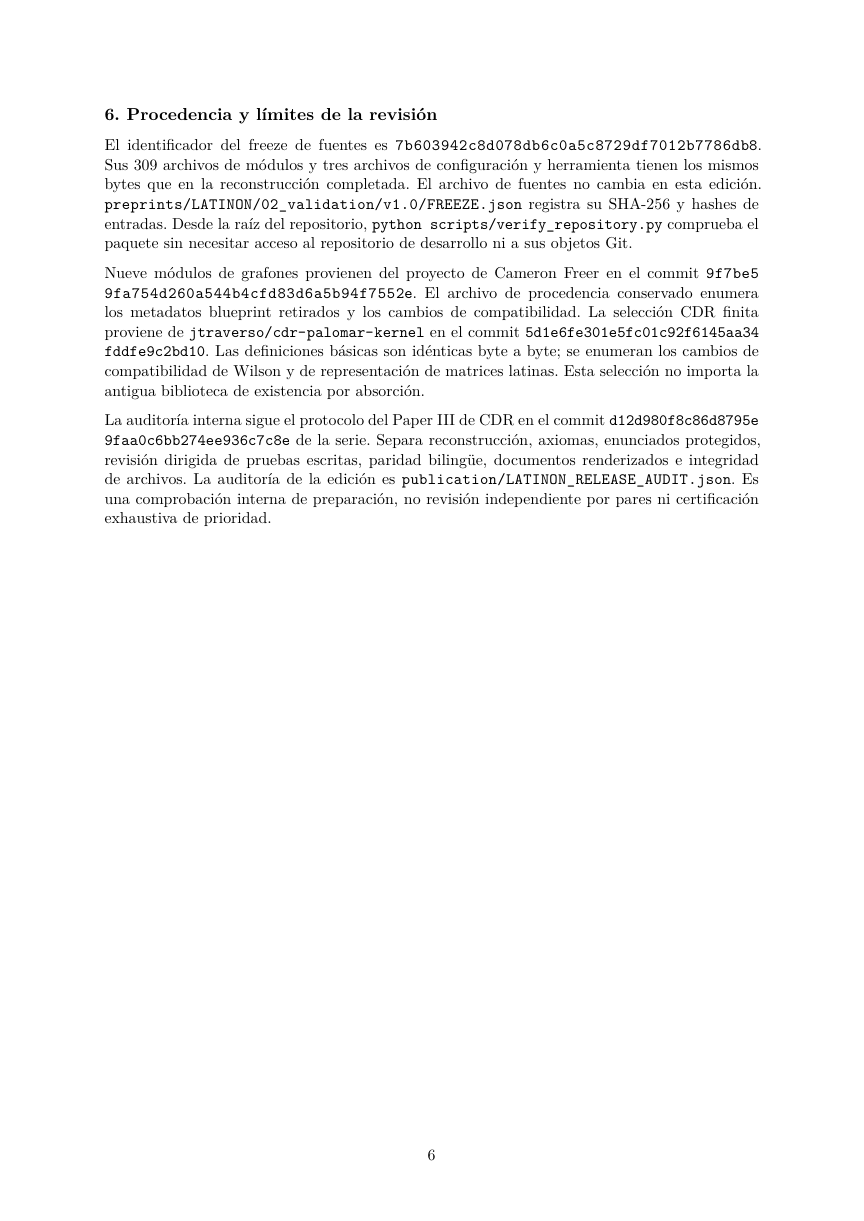 6. Procedencia y límites de la revisión
El identificador del freeze de fuentes es 7b603942c8d078db6c0a5c8729df7012b7786db8.
Sus 309 archivos de módulos y tres archivos de configuración y herramienta tienen los mismos
bytes que en la reconstrucción completada. El archivo de fuentes no cambia en esta edición.
preprints/LATINON/02_validation/v1.0/FREEZE.json registra su SHA-256 y hashes de
entradas. Desde la raíz del repositorio, python scripts/verify_repository.py comprueba el
paquete sin necesitar acceso al repositorio de desarrollo ni a sus objetos Git.
Nueve módulos de grafones provienen del proyecto de Cameron Freer en el commit 9f7be5
9fa754d260a544b4cfd83d6a5b94f7552e. El archivo de procedencia conservado enumera
los metadatos blueprint retirados y los cambios de compatibilidad. La selección CDR finita
proviene de jtraverso/cdr-palomar-kernel en el commit 5d1e6fe301e5fc01c92f6145aa34
fddfe9c2bd10. Las definiciones básicas son idénticas byte a byte; se enumeran los cambios de
compatibilidad de Wilson y de representación de matrices latinas. Esta selección no importa la
antigua biblioteca de existencia por absorción.
La auditoría interna sigue el protocolo del Paper III de CDR en el commit d12d980f8c86d8795e
9faa0c6bb274ee936c7c8e de la serie. Separa reconstrucción, axiomas, enunciados protegidos,
revisión dirigida de pruebas escritas, paridad bilingüe, documentos renderizados e integridad
de archivos. La auditoría de la edición es publication/LATINON_RELEASE_AUDIT.json. Es
una comprobación interna de preparación, no revisión independiente por pares ni certificación
exhaustiva de prioridad.
6